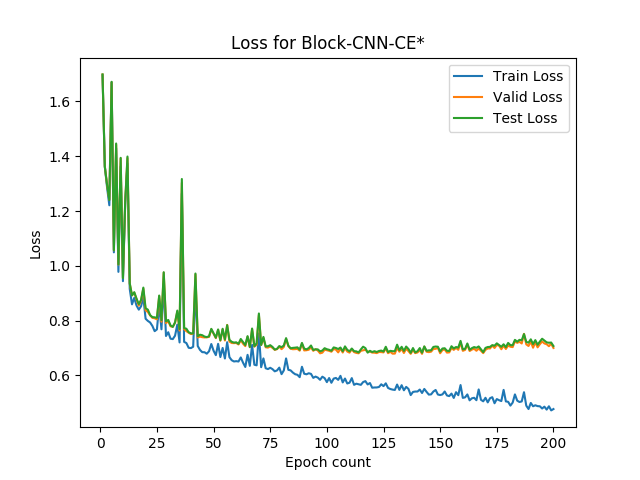 Loss for Block-CNN-CE*
Train Loss
Valid Loss
Test Loss
1.6
1.4
1.2
1.0
0.8
0.6
Loss
0 25 50 75 100 125 150 175 200
Epoch count